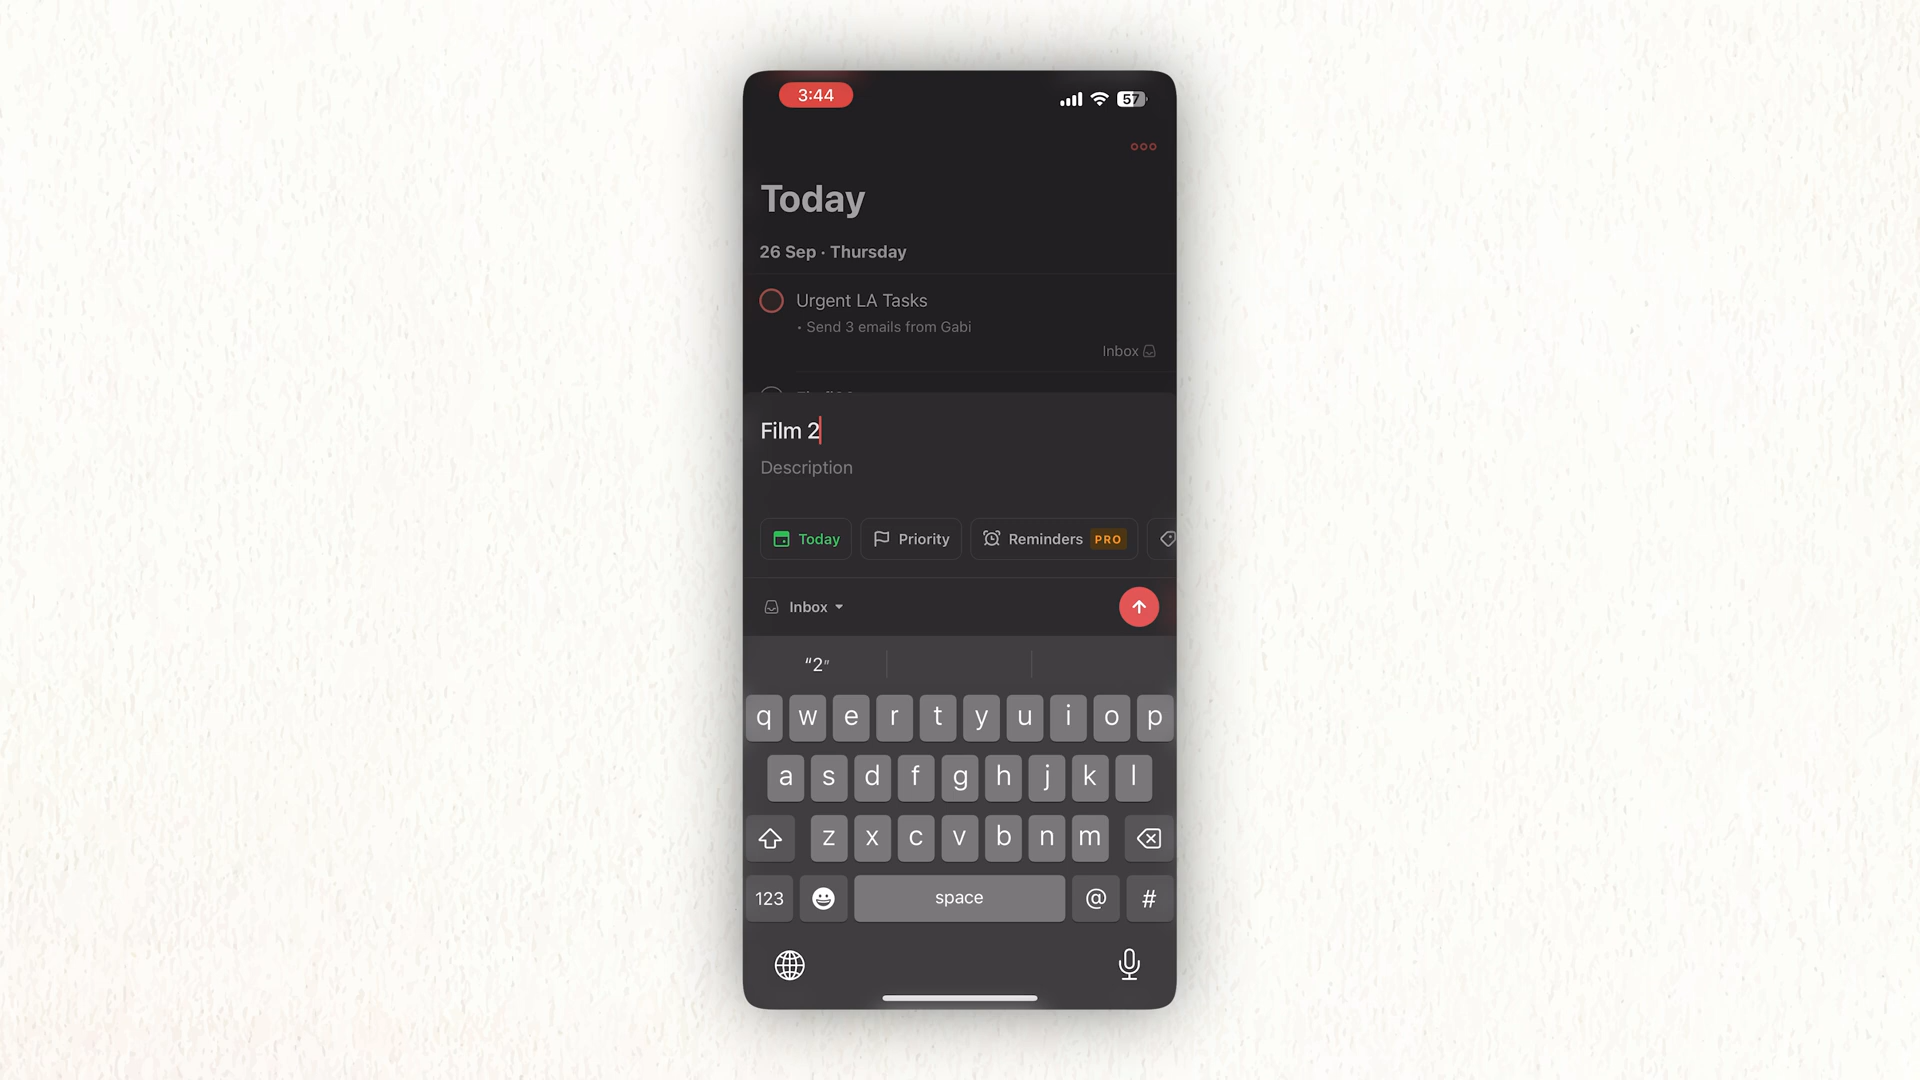 3:44
57
Today
26 Sep · Thursday
Urgent LA Tasks
• Send 3 emails from Gabi
Inbox
Film 2
Description
Today
Priority
Reminders PRO
Inbox
“2”
q w e r t y u i o p
a s d f g h j k l
z x c v b n m
123 space @ #